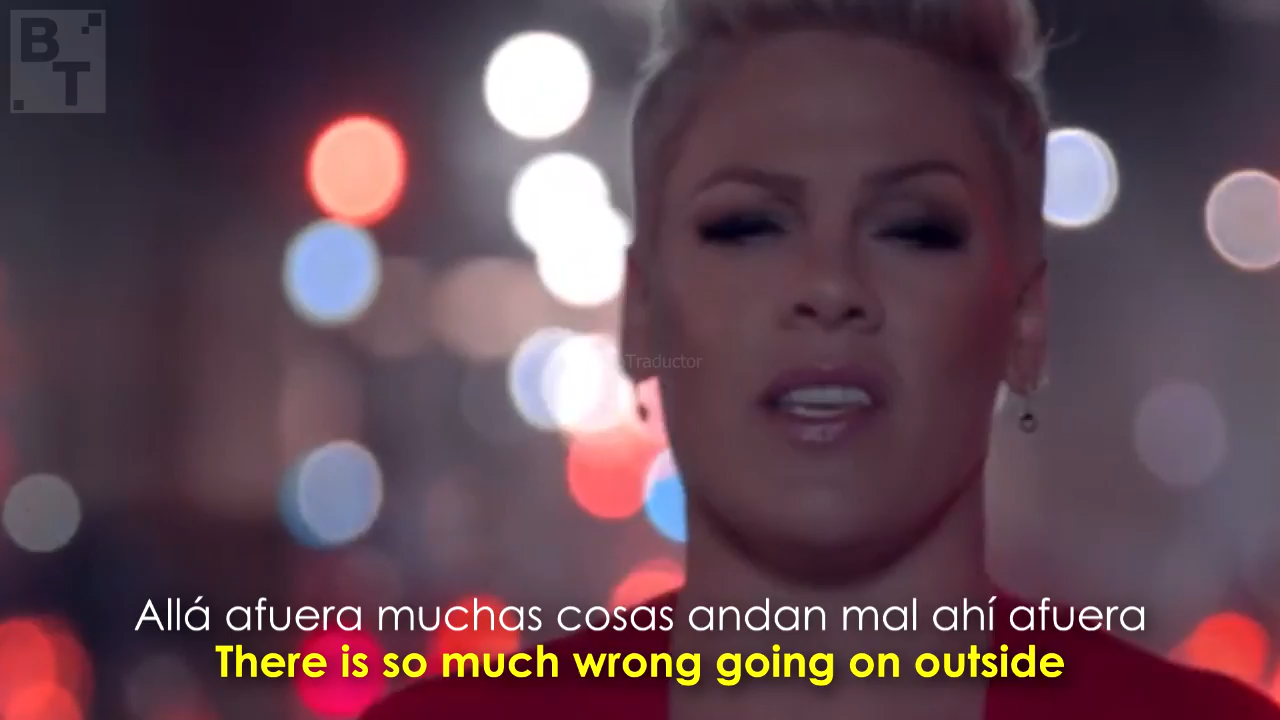 B
T
Traductor
Allá afuera muchas cosas andan mal ahí afuera
There is so much wrong going on outside